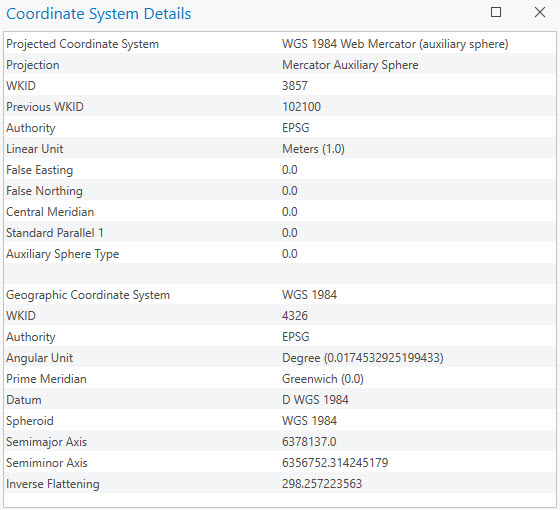 Coordinate System Details
Projected Coordinate System WGS 1984 Web Mercator (auxiliary sphere)
Projection Mercator Auxiliary Sphere
WKID 3857
Previous WKID 102100
Authority EPSG
Linear Unit Meters (1.0)
False Easting 0.0
False Northing 0.0
Central Meridian 0.0
Standard Parallel 1 0.0
Auxiliary Sphere Type 0.0
Geographic Coordinate System WGS 1984
WKID 4326
Authority EPSG
Angular Unit Degree (0.0174532925199433)
Prime Meridian Greenwich (0.0)
Datum D WGS 1984
Spheroid WGS 1984
Semimajor Axis 6378137.0
Semiminor Axis 6356752.314245179
Inverse Flattening 298.257223563